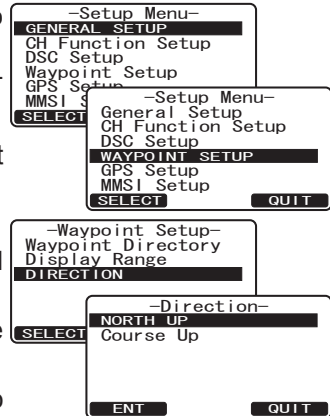 –Setup Menu–
GENERAL SETUP
CH Function Setup
DSC Setup
Waypoint Setup
GPS Setup
MMSI
SELECT
–Setup Menu–
General Setup
CH Function Setup
DSC Setup
WAYPOINT SETUP
GPS Setup
MMSI Setup
SELECT QUIT
–Waypoint Setup–
Waypoint Directory
Display Range
DIRECTION
SELECT
–Direction–
NORTH UP
Course Up
ENT QUIT